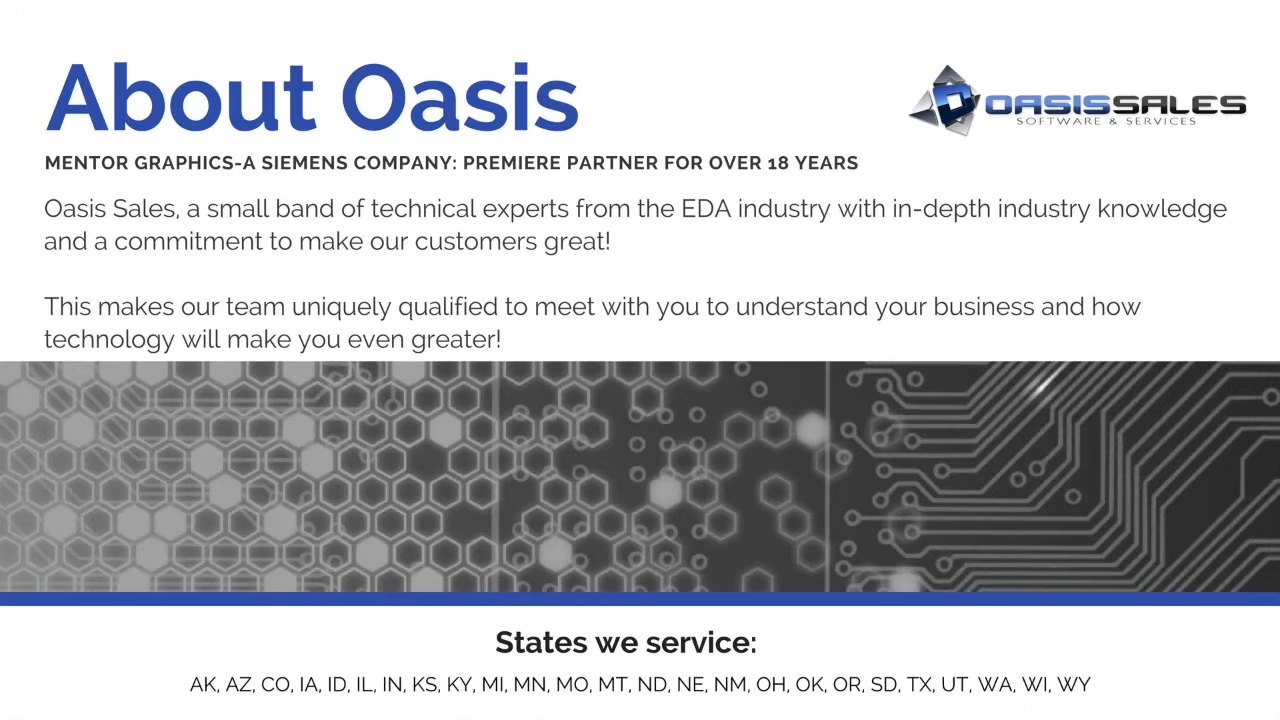 About Oasis
OASISSALES
SOFTWARE & SERVICES
MENTOR GRAPHICS-A SIEMENS COMPANY: PREMIERE PARTNER FOR OVER 18 YEARS
Oasis Sales, a small band of technical experts from the EDA industry with in-depth industry knowledge
and a commitment to make our customers great!
This makes our team uniquely qualified to meet with you to understand your business and how
technology will make you even greater!
States we service:
AK, AZ, CO, IA, ID, IL, IN, KS, KY, MI, MN, MO, MT, ND, NE, NM, OH, OK, OR, SD, TX, UT, WA, WI, WY